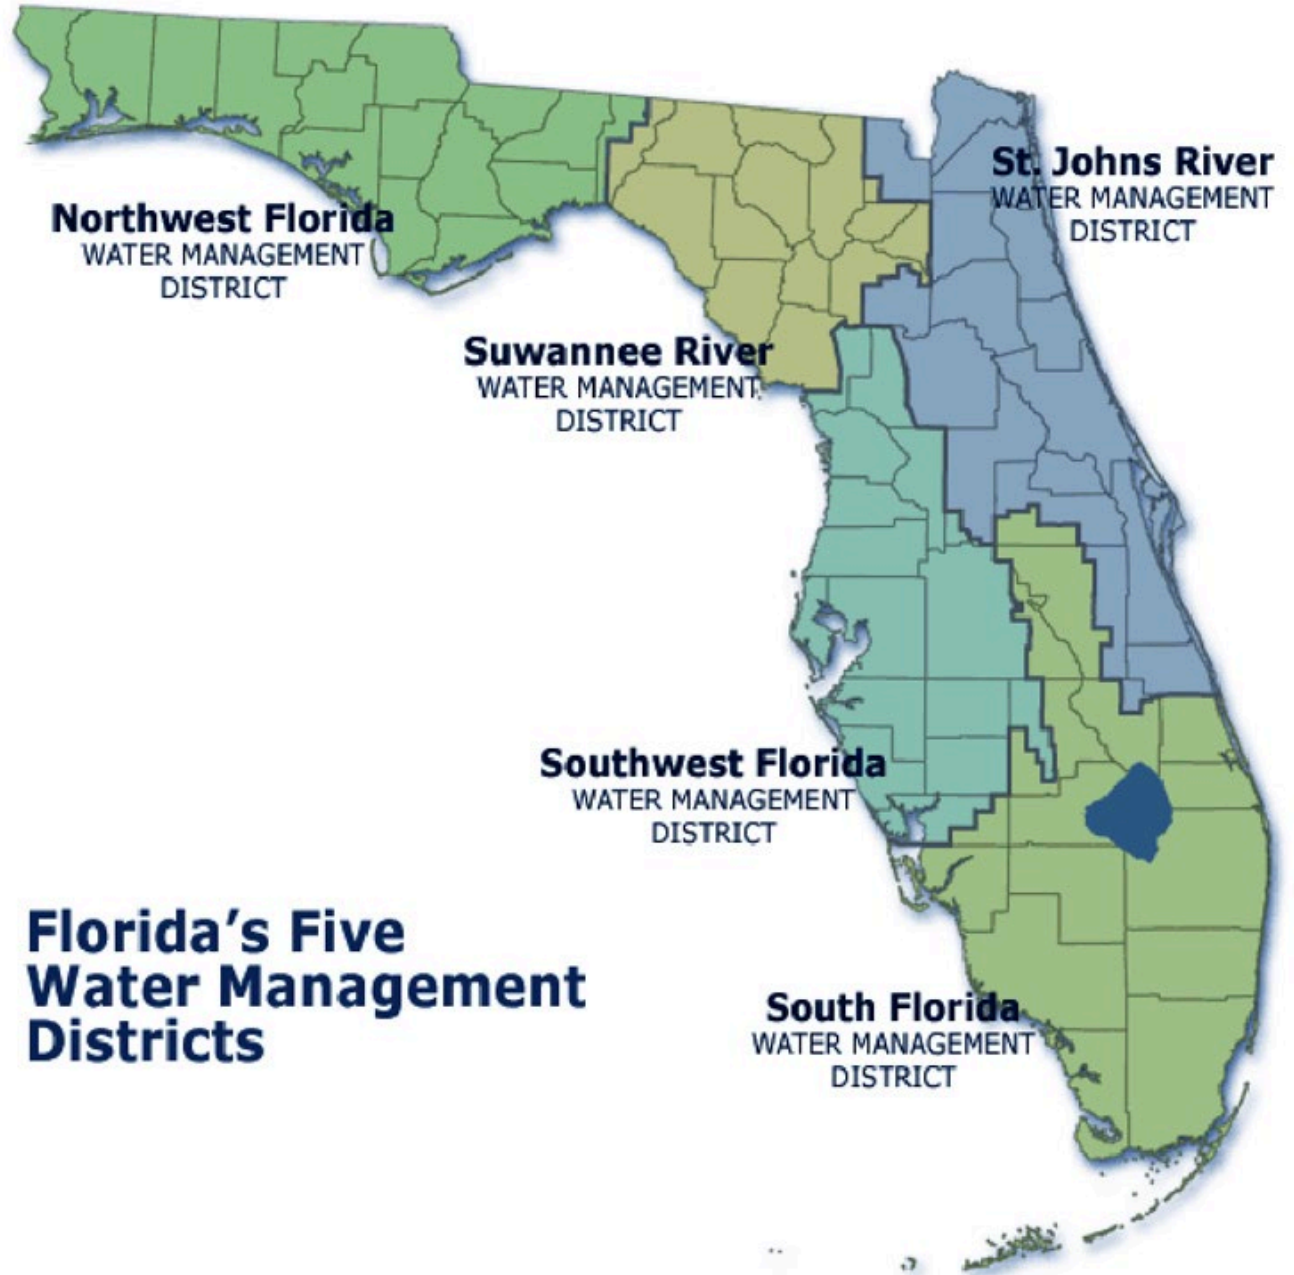 Northwest Florida
WATER MANAGEMENT
DISTRICT
St. Johns River
WATER MANAGEMENT
DISTRICT
Suwannee River
WATER MANAGEMENT
DISTRICT
Southwest Florida
WATER MANAGEMENT
DISTRICT
Florida’s Five
Water Management
Districts
South Florida
WATER MANAGEMENT
DISTRICT